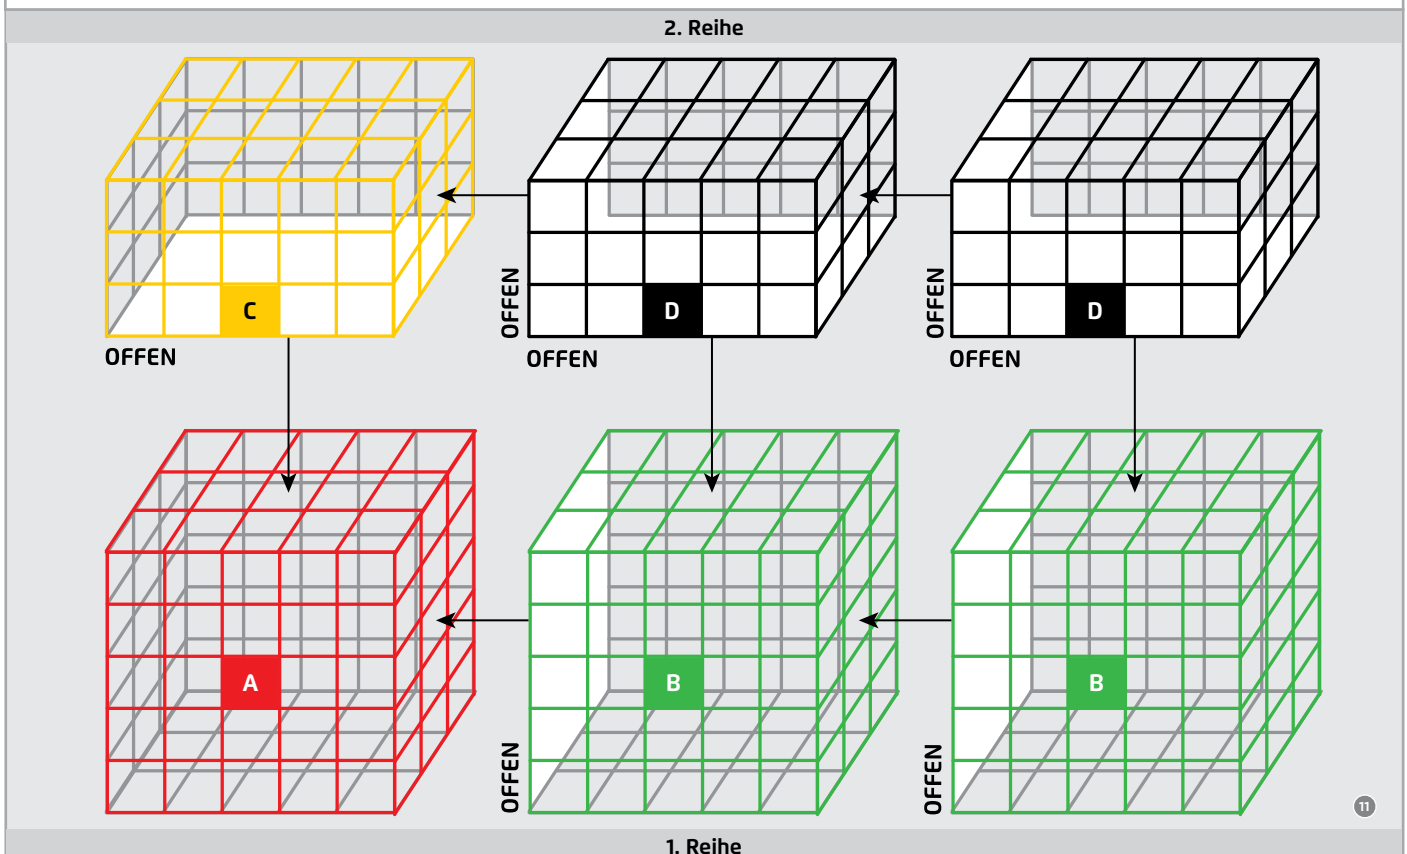 2. Reihe
C
D
D
OFFEN
OFFEN
OFFEN
OFFEN
OFFEN
A
B
B
OFFEN
OFFEN
11
1. Reihe